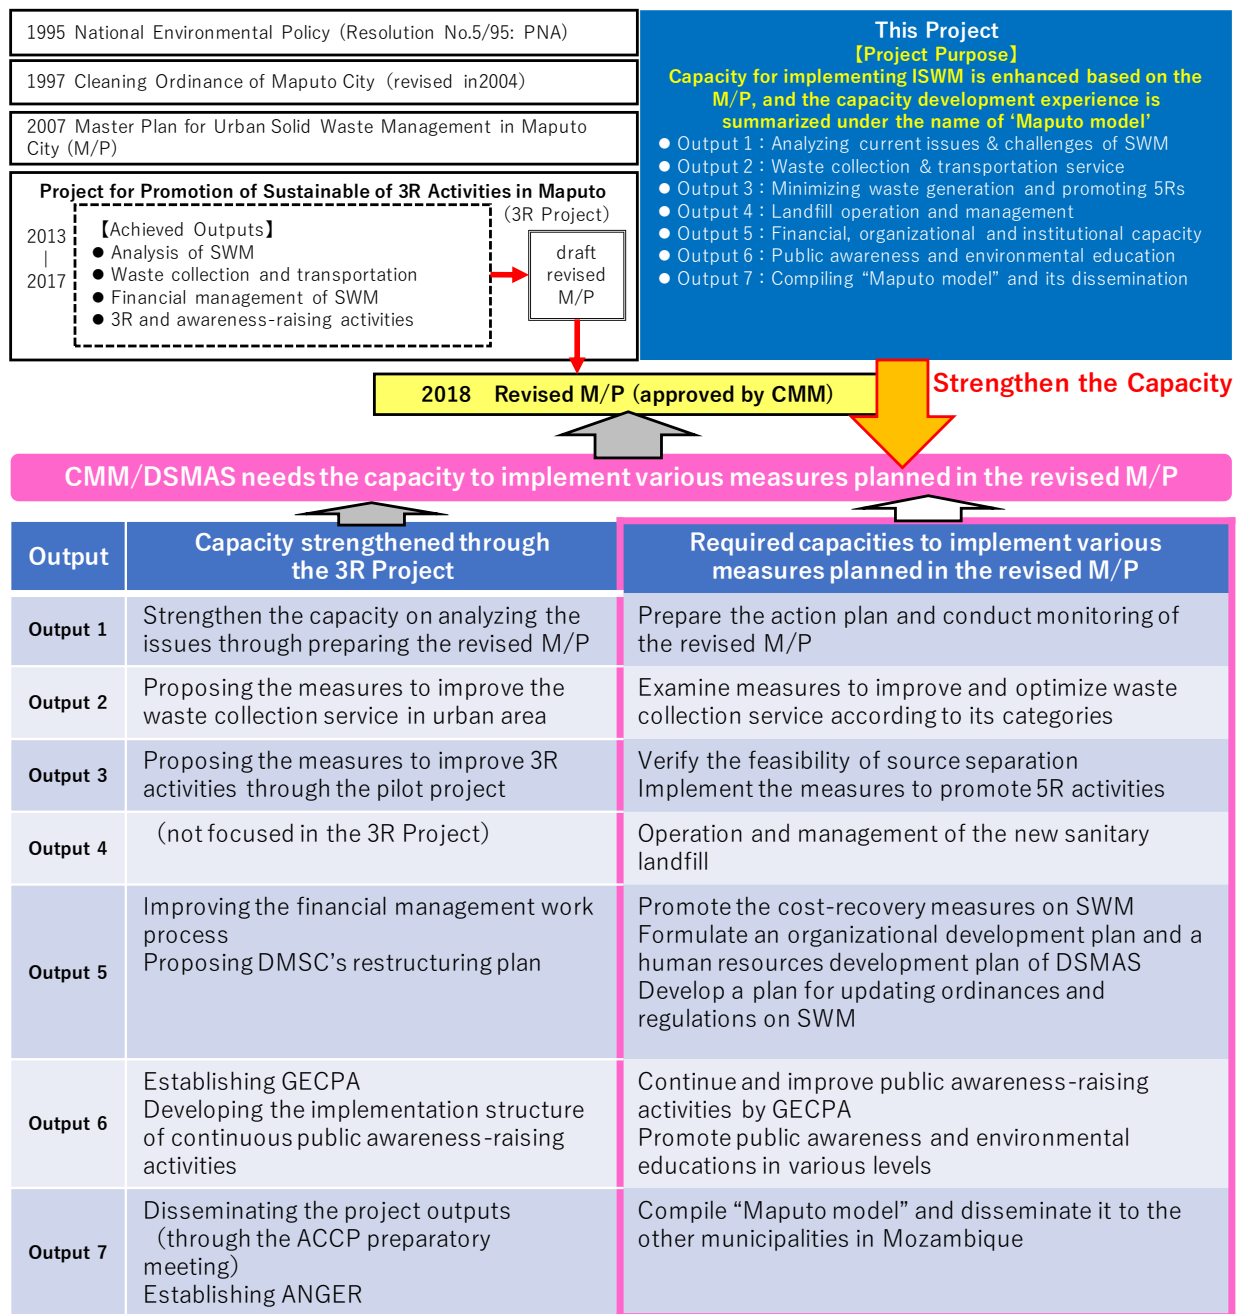 1995 National Environmental Policy (Resolution No.5/95: PNA)
1997 Cleaning Ordinance of Maputo City (revised in2004)
2007 Master Plan for Urban Solid Waste Management in Maputo
City (M/P)
Project for Promotion of Sustainable of 3R Activities in Maputo
(3R Project)
2013
|
2017
【Achieved Outputs】
● Analysis of SWM
● Waste collection and transportation
● Financial management of SWM
● 3R and awareness-raising activities
draft
revised
M/P
This Project
【Project Purpose】
Capacity for implementing ISWM is enhanced based on the
M/P, and the capacity development experience is
summarized under the name of ‘Maputo model’
● Output 1：Analyzing current issues & challenges of SWM
● Output 2：Waste collection & transportation service
● Output 3：Minimizing waste generation and promoting 5Rs
● Output 4：Landfill operation and management
● Output 5：Financial, organizational and institutional capacity
● Output 6：Public awareness and environmental education
● Output 7：Compiling “Maputo model” and its dissemination
2018 Revised M/P (approved by CMM)
Strengthen the Capacity
CMM/DSMAS needs the capacity to implement various measures planned in the revised M/P
Output
Capacity strengthened through
the 3R Project
Required capacities to implement various
measures planned in the revised M/P
Output 1
Strengthen the capacity on analyzing the
issues through preparing the revised M/P
Prepare the action plan and conduct monitoring of
the revised M/P
Output 2
Proposing the measures to improve the
waste collection service in urban area
Examine measures to improve and optimize waste
collection service according to its categories
Output 3
Proposing the measures to improve 3R
activities through the pilot project
Verify the feasibility of source separation
Implement the measures to promote 5R activities
Output 4
（not focused in the 3R Project）
Operation and management of the new sanitary
landfill
Output 5
Improving the financial management work
process
Proposing DMSC’s restructuring plan
Promote the cost-recovery measures on SWM
Formulate an organizational development plan and a
human resources development plan of DSMAS
Develop a plan for updating ordinances and
regulations on SWM
Output 6
Establishing GECPA
Developing the implementation structure
of continuous public awareness-raising
activities
Continue and improve public awareness-raising
activities by GECPA
Promote public awareness and environmental
educations in various levels
Output 7
Disseminating the project outputs
（through the ACCP preparatory
meeting）
Establishing ANGER
Compile “Maputo model” and disseminate it to the
other municipalities in Mozambique